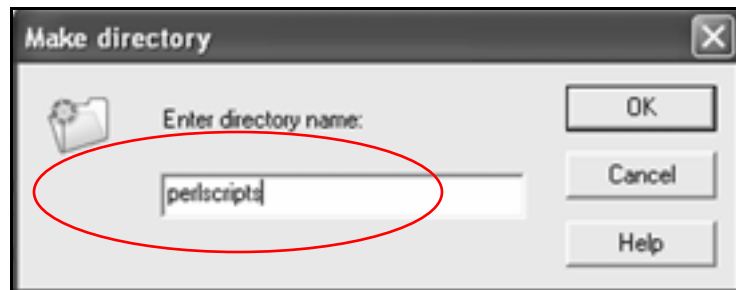 Make directory
Enter directory name:
perlscripts
OK
Cancel
Help